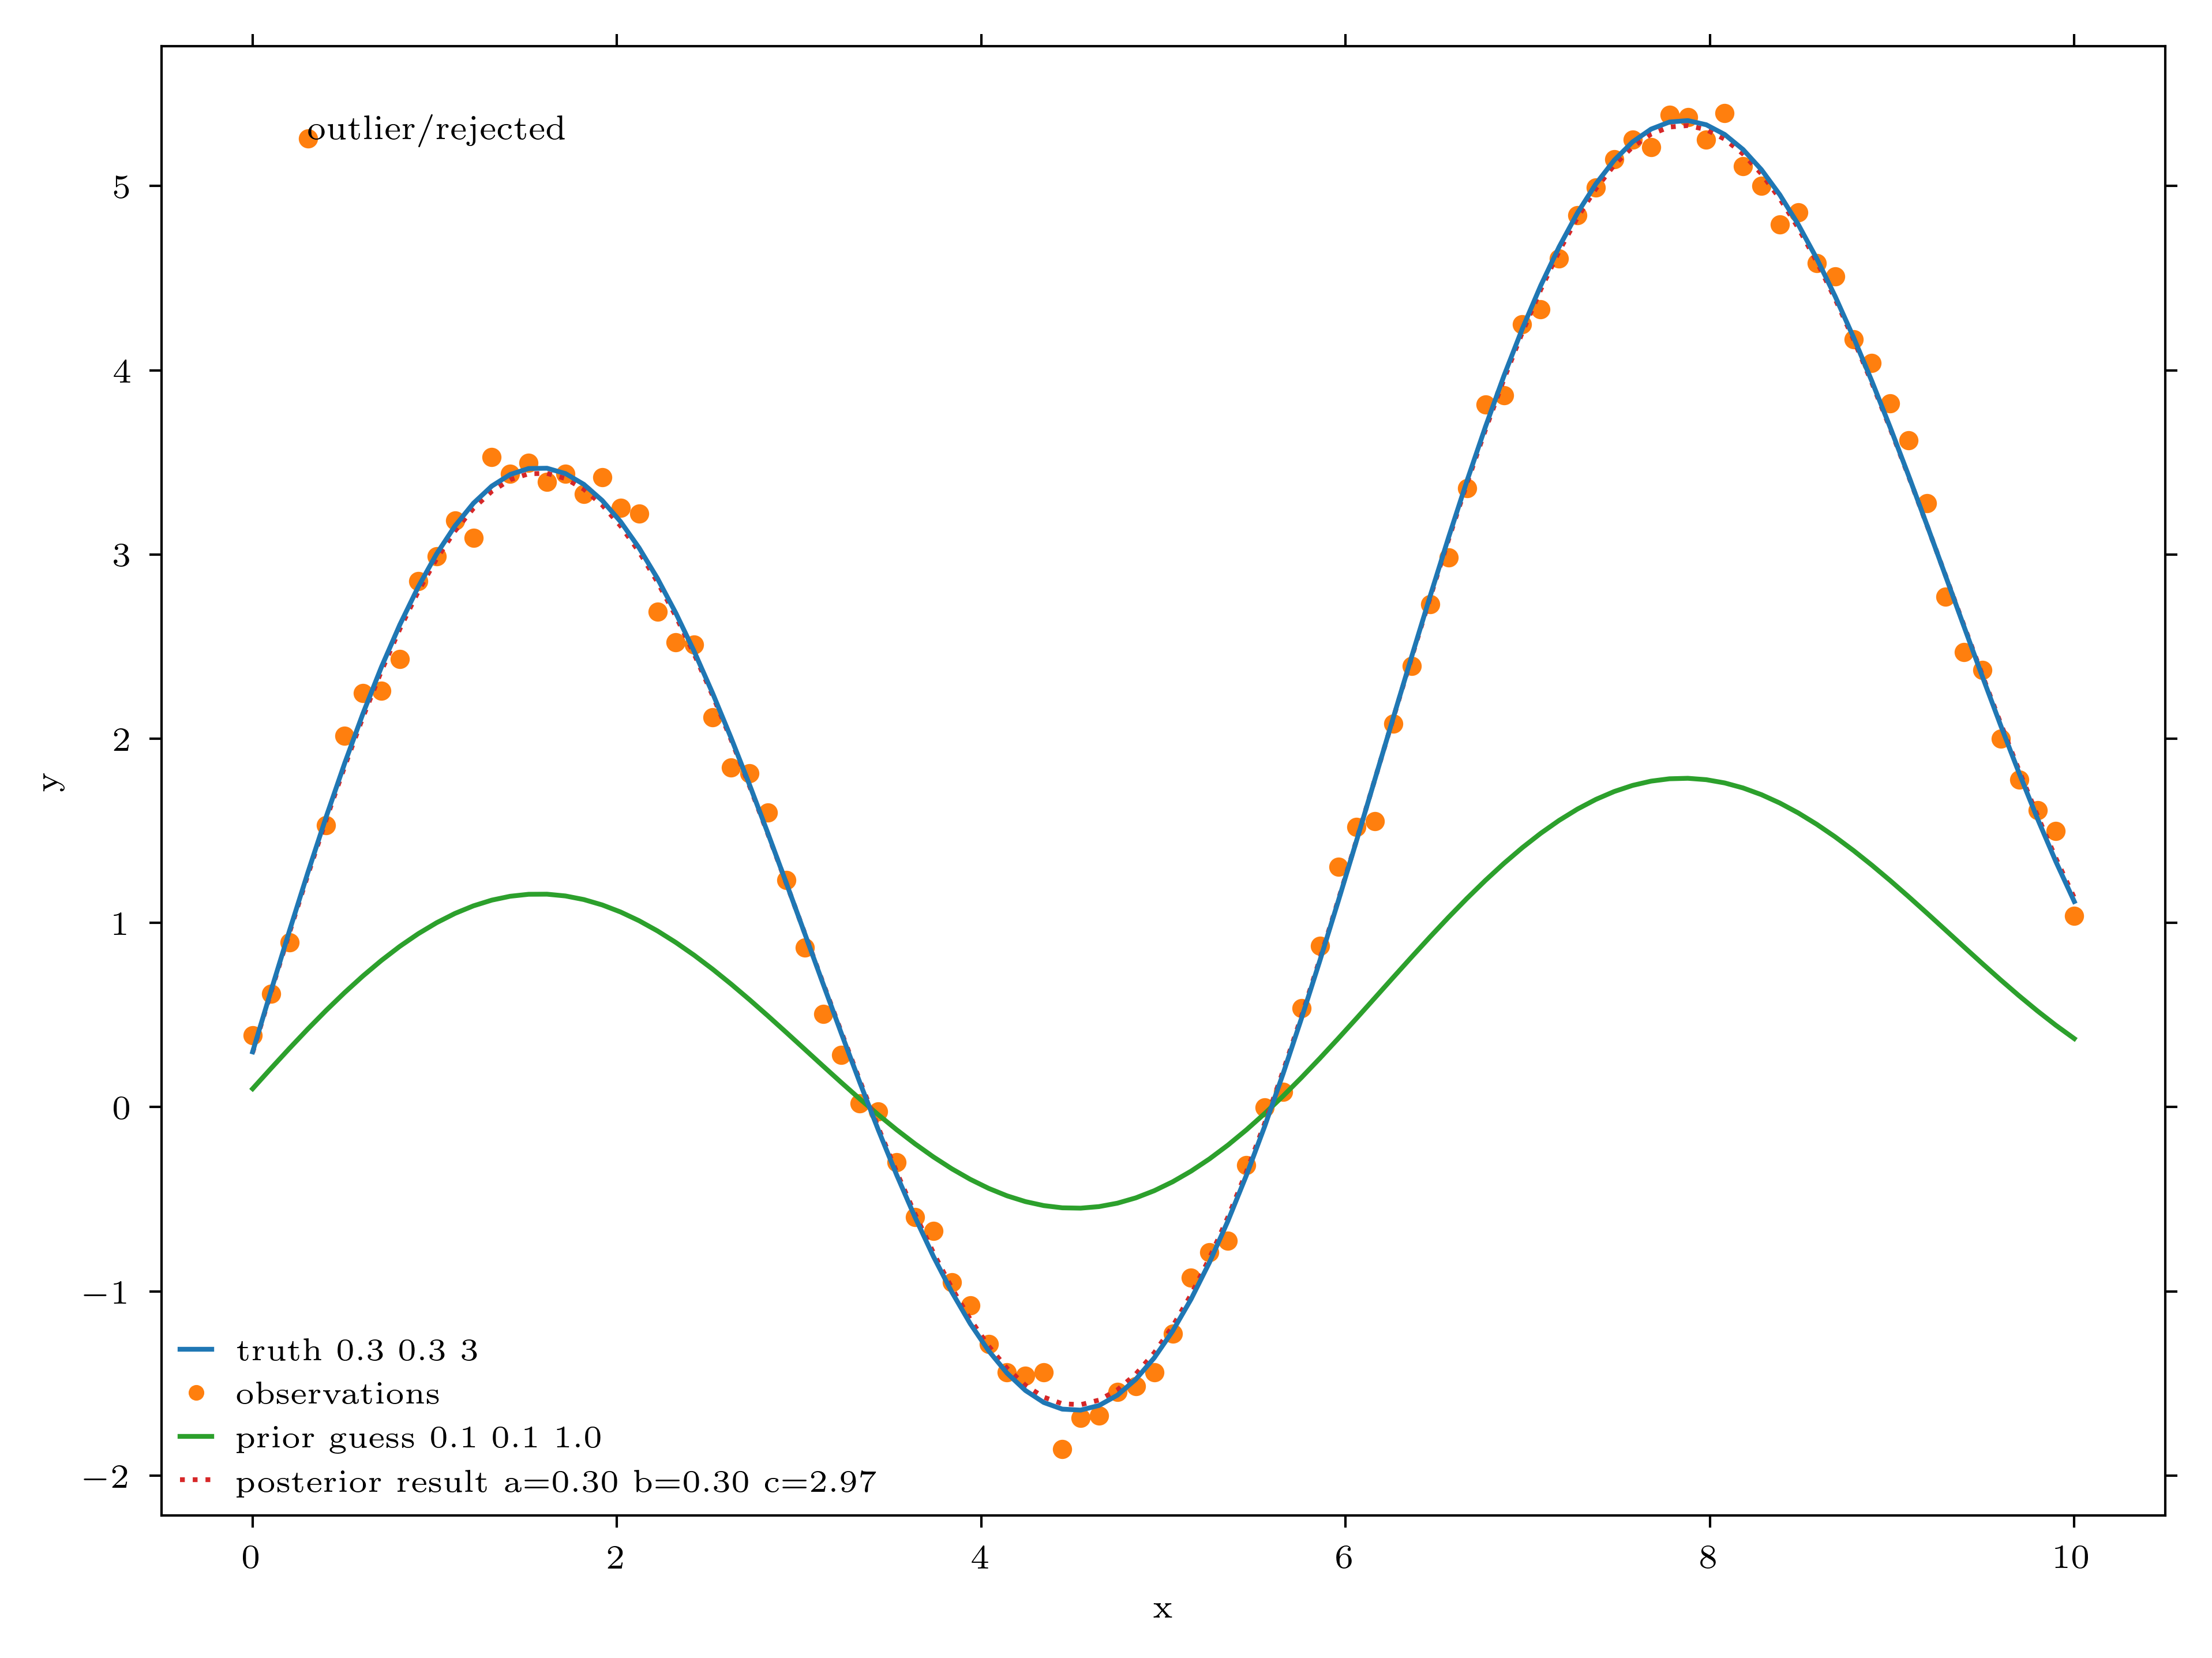 outlier/rejected
5
4
3
2
1
0
−1
−2
y
truth 0.3 0.3 3
observations
prior guess 0.1 0.1 1.0
posterior result a=0.30 b=0.30 c=2.97
0 2 4 6 8 10
x